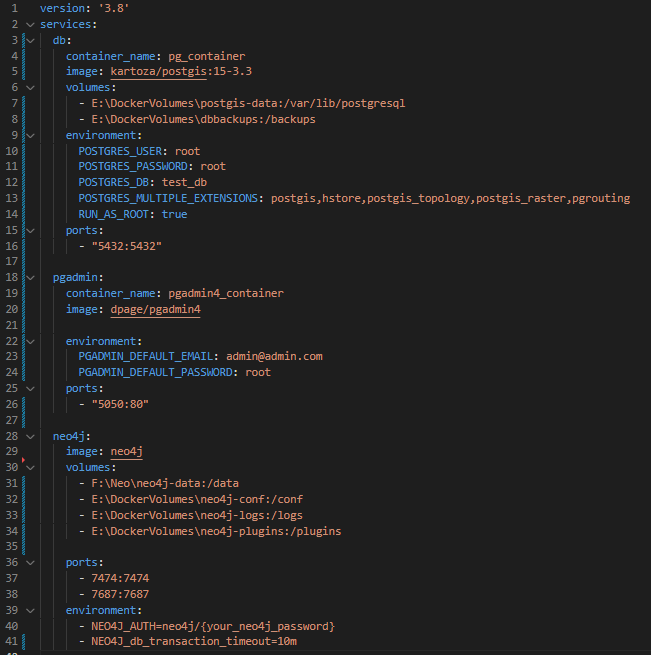 1 version: '3.8'
2 services:
3   db:
4     container_name: pg_container
5     image: kartoza/postgis:15-3.3
6     volumes:
7       - E:\DockerVolumes\postgis-data:/var/lib/postgresql
8       - E:\DockerVolumes\dbbackups:/backups
9     environment:
10       POSTGRES_USER: root
11       POSTGRES_PASSWORD: root
12       POSTGRES_DB: test_db
13       POSTGRES_MULTIPLE_EXTENSIONS: postgis,hstore,postgis_topology,postgis_raster,pgrouting
14       RUN_AS_ROOT: true
15     ports:
16       - "5432:5432"
17
18   pgadmin:
19     container_name: pgadmin4_container
20     image: dpage/pgadmin4
21
22     environment:
23       PGADMIN_DEFAULT_EMAIL: admin@admin.com
24       PGADMIN_DEFAULT_PASSWORD: root
25     ports:
26       - "5050:80"
27
28   neo4j:
29     image: neo4j
30     volumes:
31       - F:\Neo\neo4j-data:/data
32       - E:\DockerVolumes\neo4j-conf:/conf
33       - E:\DockerVolumes\neo4j-logs:/logs
34       - E:\DockerVolumes\neo4j-plugins:/plugins
35
36     ports:
37       - 7474:7474
38       - 7687:7687
39     environment:
40       - NEO4J_AUTH=neo4j/{your_neo4j_password}
41       - NEO4J_db_transaction_timeout=10m